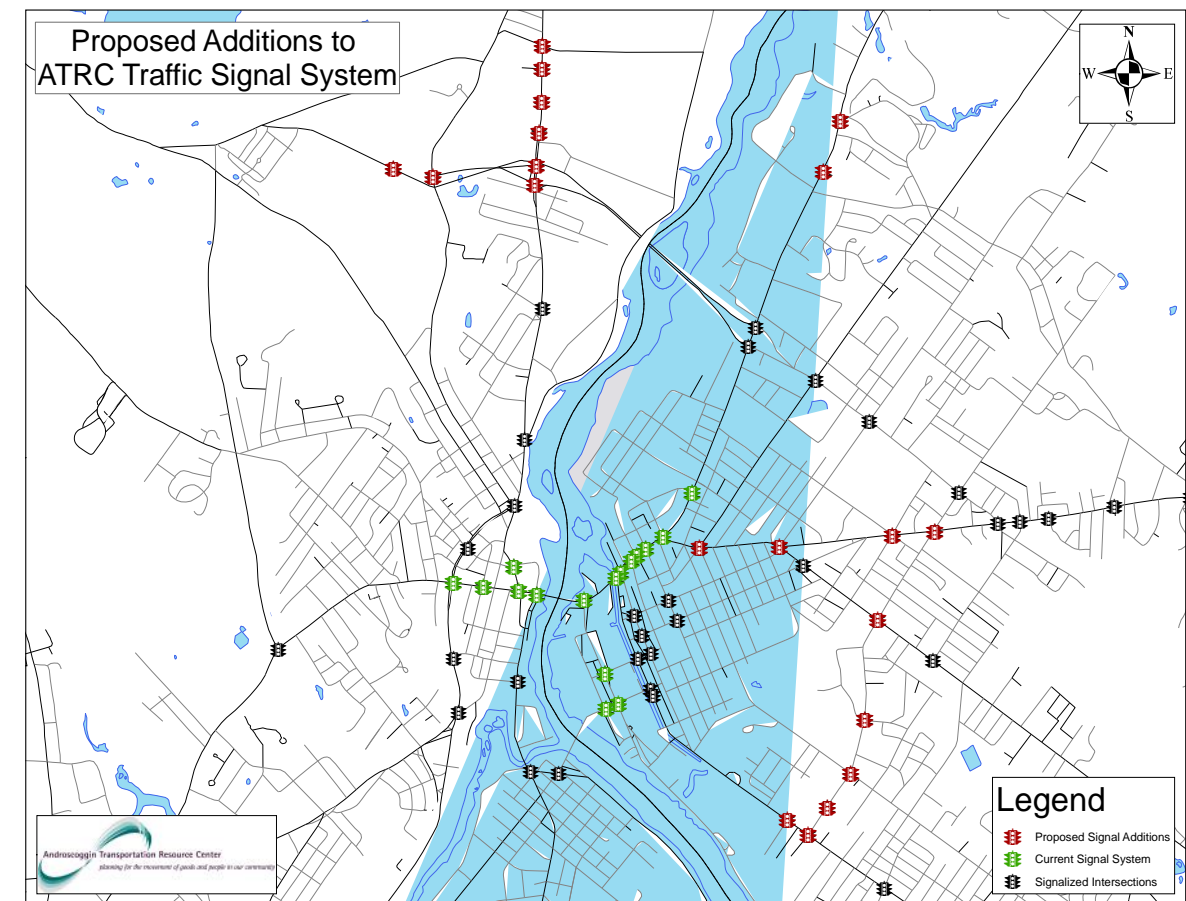 Proposed Additions to
ATRC Traffic Signal System
N
W E
S
Legend
Proposed Signal Additions
Current Signal System
Signalized Intersections
Androscoggin Transportation Resource Center
planning for the movement of goods and people in our community